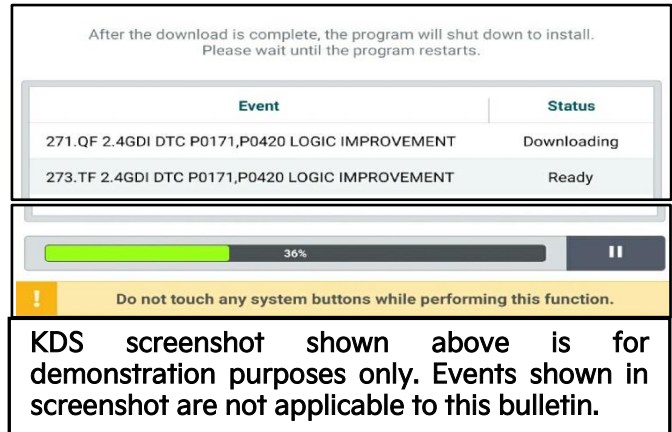 After the download is complete, the program will shut down to install.
Please wait until the program restarts.
Event Status
271.QF 2.4GDI DTC P0171,P0420 LOGIC IMPROVEMENT Downloading
273.TF 2.4GDI DTC P0171,P0420 LOGIC IMPROVEMENT Ready
36%
! Do not touch any system buttons while performing this function.
KDS screenshot shown above is for
demonstration purposes only. Events shown in
screenshot are not applicable to this bulletin.